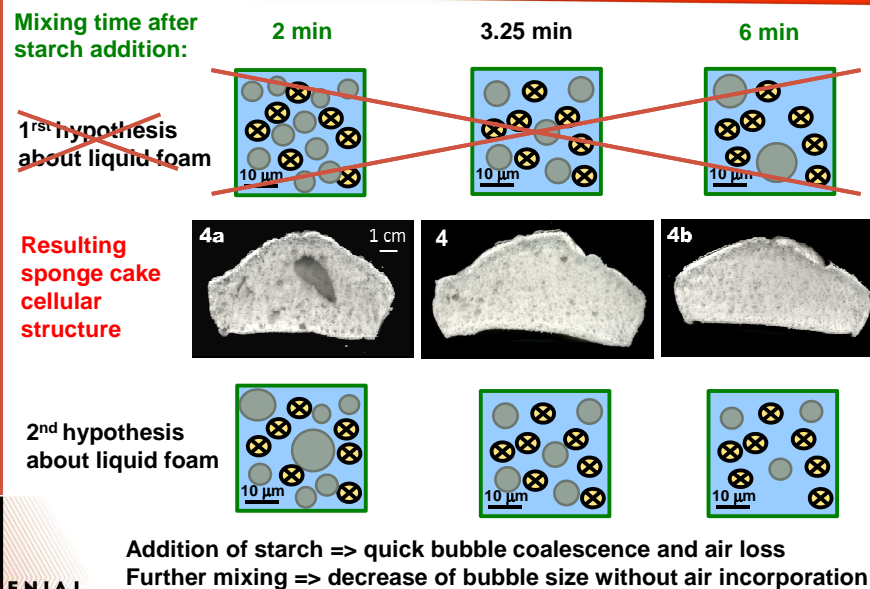 Mixing time after
starch addition:
2 min
3.25 min
6 min
1rst hypothesis
about liquid foam
10 µm
10 µm
10 µm
Resulting
sponge cake
cellular
structure
4a
1 cm
4
4b
2nd hypothesis
about liquid foam
10 µm
10 µm
10 µm
Addition of starch => quick bubble coalescence and air loss
Further mixing => decrease of bubble size without air incorporation